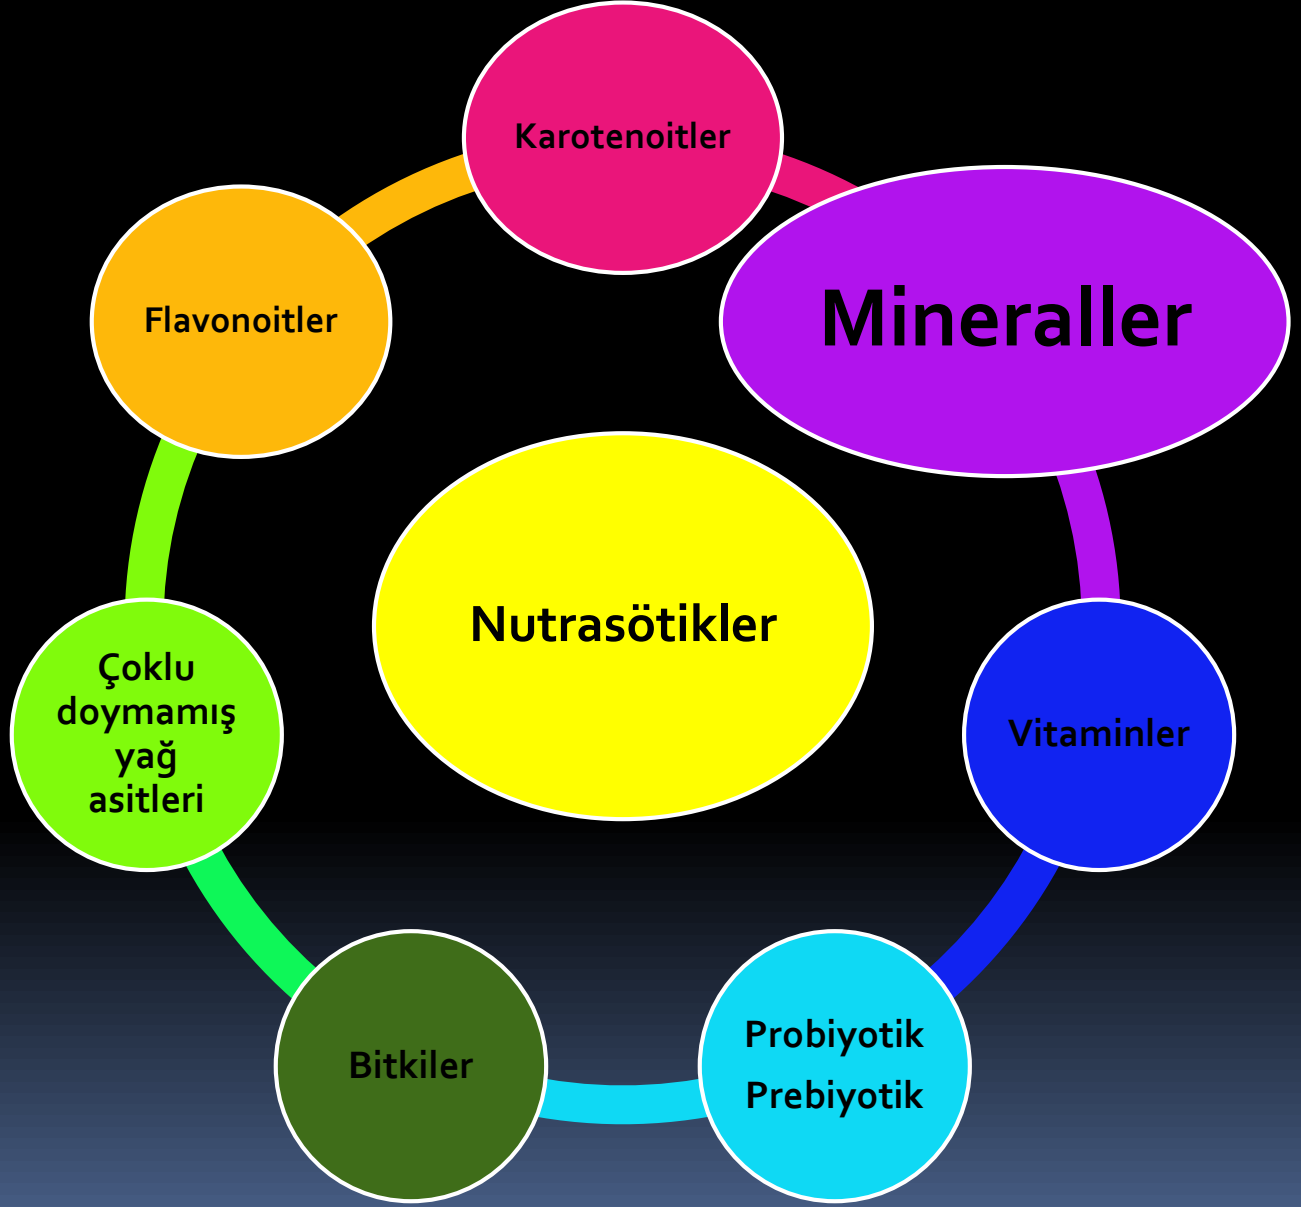 Karotenoitler
Mineraller
Flavonoitler
Nutrasötikler
Çoklu
doymamış
yağ
asitleri
Vitaminler
Probiyotik
Prebiyotik
Bitkiler